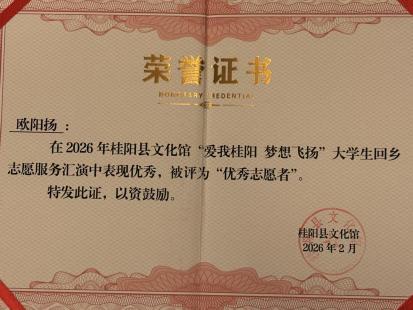 荣誉证书
HONORARY CREDENTIAL
欧阳扬：
在2026年桂阳县文化馆“爱我桂阳 梦想飞扬”大学生回乡
志愿服务汇演中表现优秀，被评为“优秀志愿者”。
特发此证，以资鼓励。
桂阳县文化馆
2026年2月